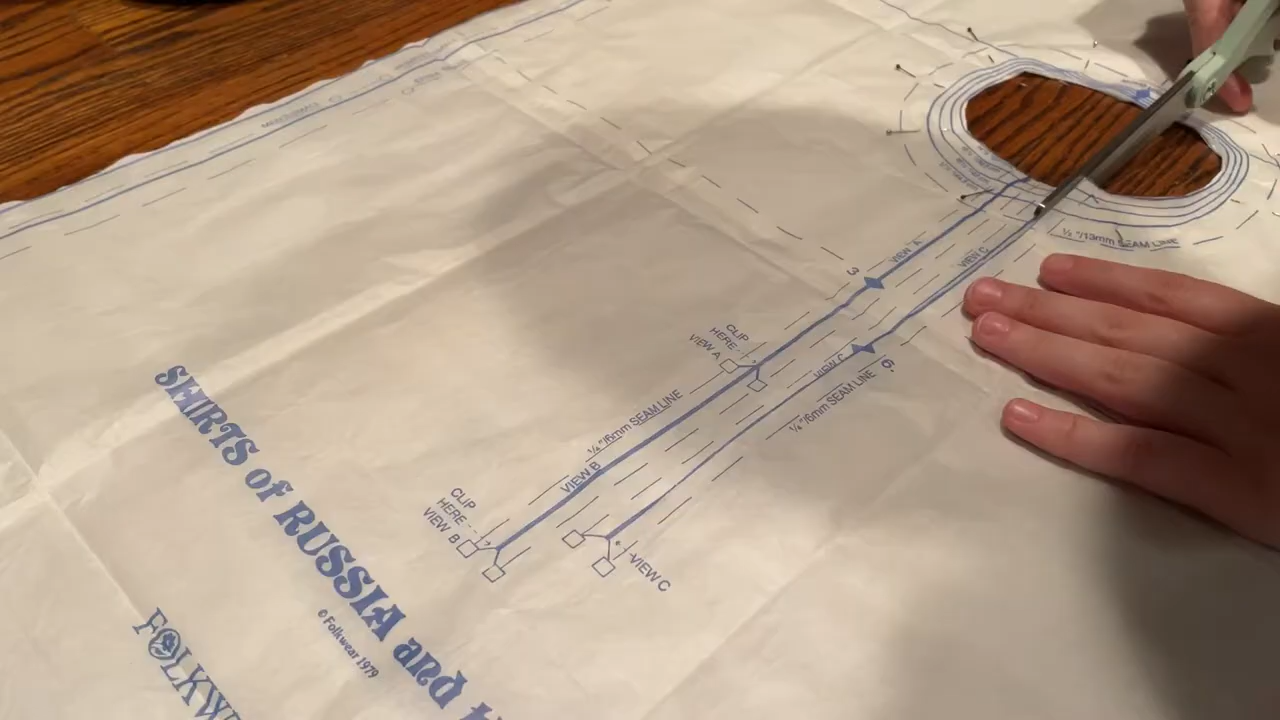 ½ "/13mm SEAM LINE
VIEW A
VIEW C
3
6.
CLIP
HERE
VIEW A
VIEW C
¼ "/6mm SEAM LINE
¼ "/6mm SEAM LINE
VIEW B
CLIP
HERE
VIEW B
VIEW C
SHIRTS of RUSSIA and
© Folkwear 1979
FOLKW